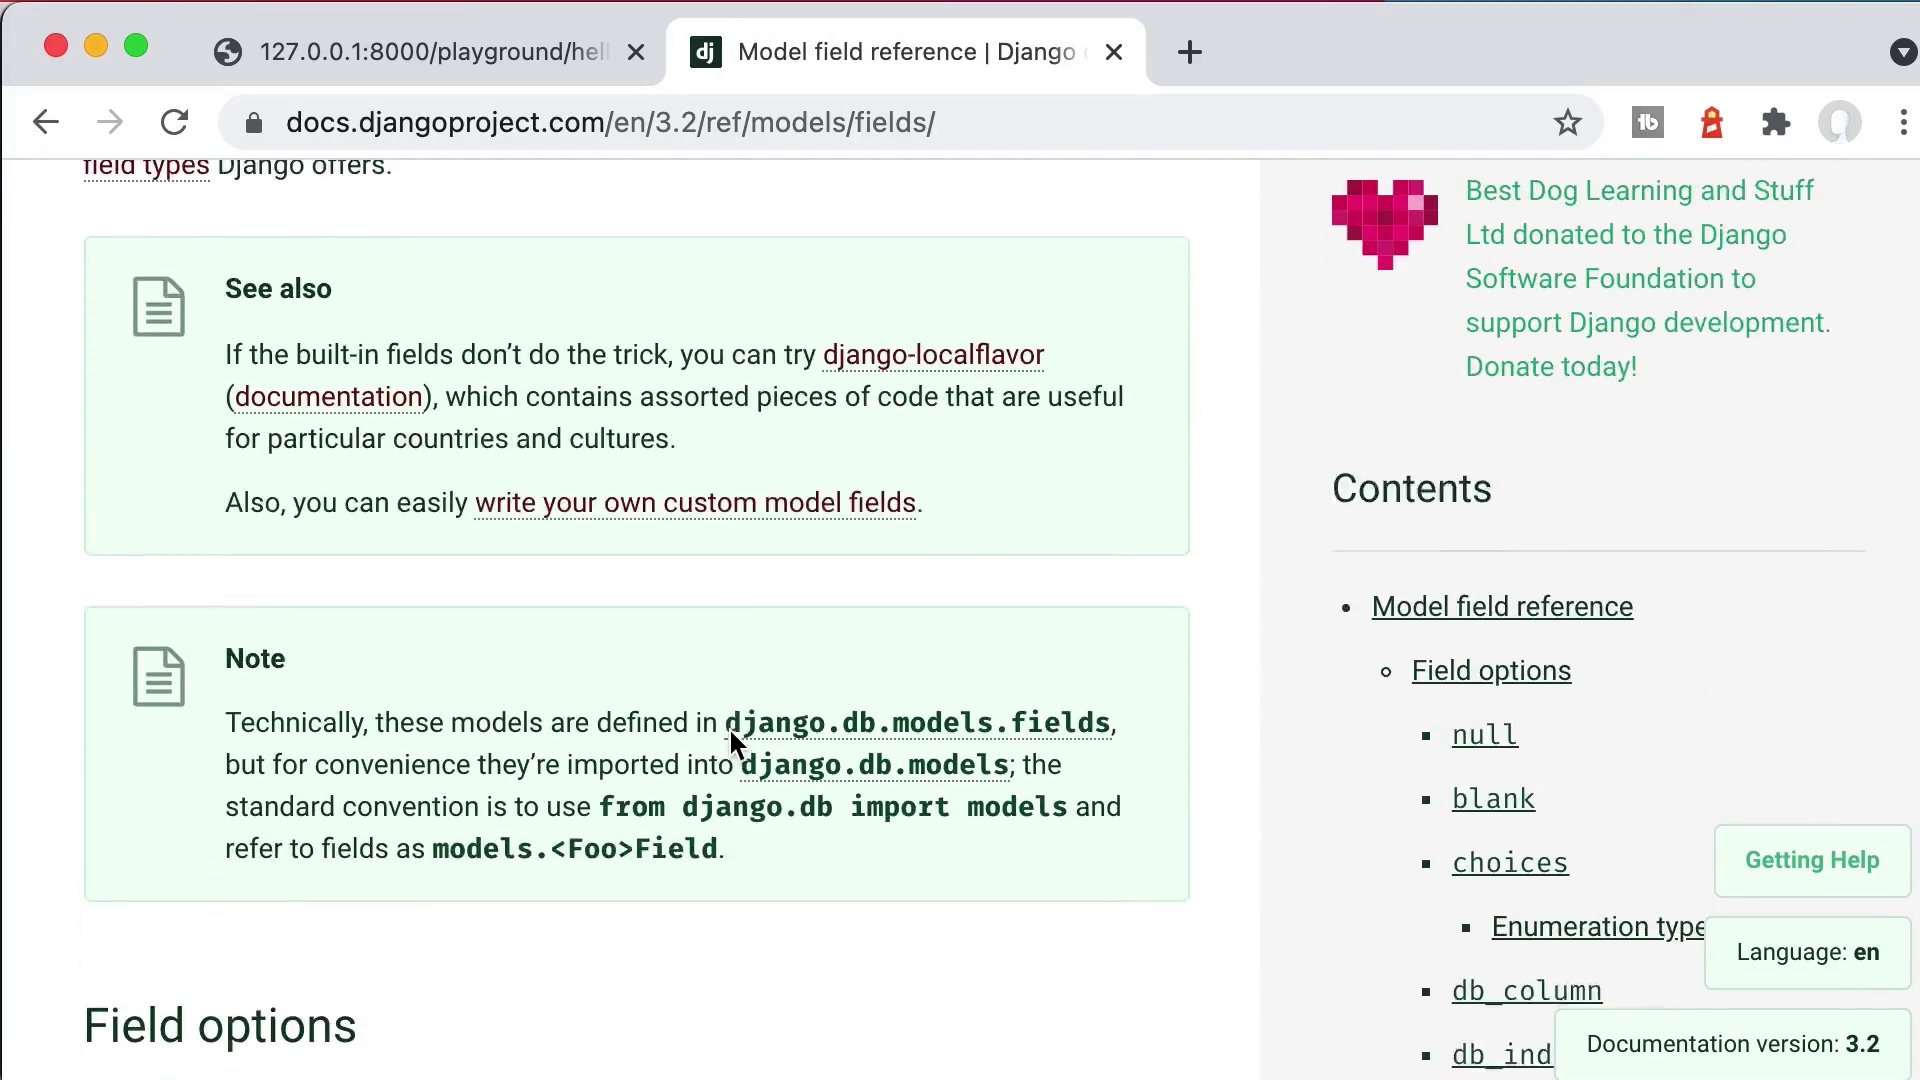 127.0.0.1:8000/playground/hell
dj Model field reference | Django
docs.djangoproject.com/en/3.2/ref/models/fields/
field types Django offers.
See also
If the built-in fields don’t do the trick, you can try django-localflavor
(documentation), which contains assorted pieces of code that are useful
for particular countries and cultures.
Also, you can easily write your own custom model fields.
Note
Technically, these models are defined in django.db.models.fields,
but for convenience they’re imported into django.db.models; the
standard convention is to use from django.db import models and
refer to fields as models.<Foo>Field.
Field options
Best Dog Learning and Stuff
Ltd donated to the Django
Software Foundation to
support Django development.
Donate today!
Contents
Model field reference
Field options
null
blank
choices
Enumeration type
db_column
db_ind
Getting Help
Language: en
Documentation version: 3.2